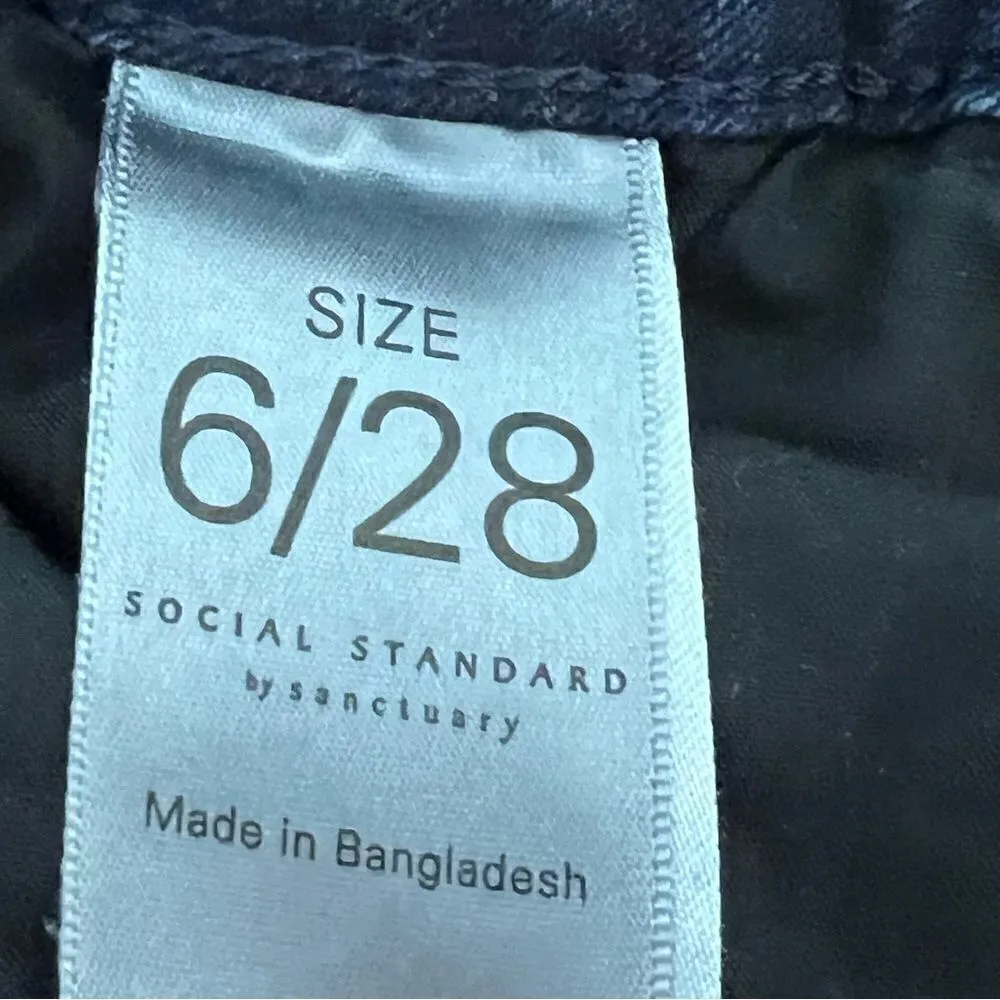 SIZE
6/28
SOCIAL STANDARD
by sanctuary
Made in Bangladesh